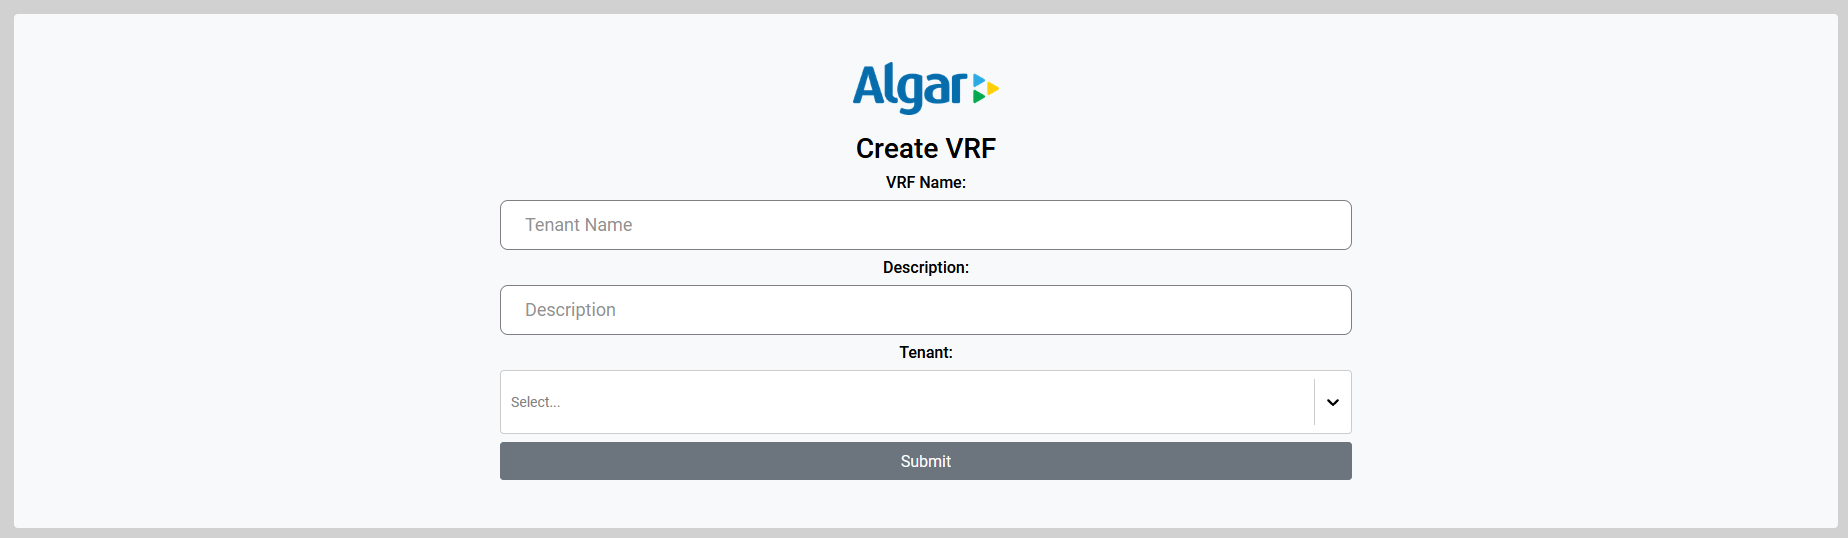 Algar
Create VRF
VRF Name:
Tenant Name
Description:
Description
Tenant:
Select...
Submit